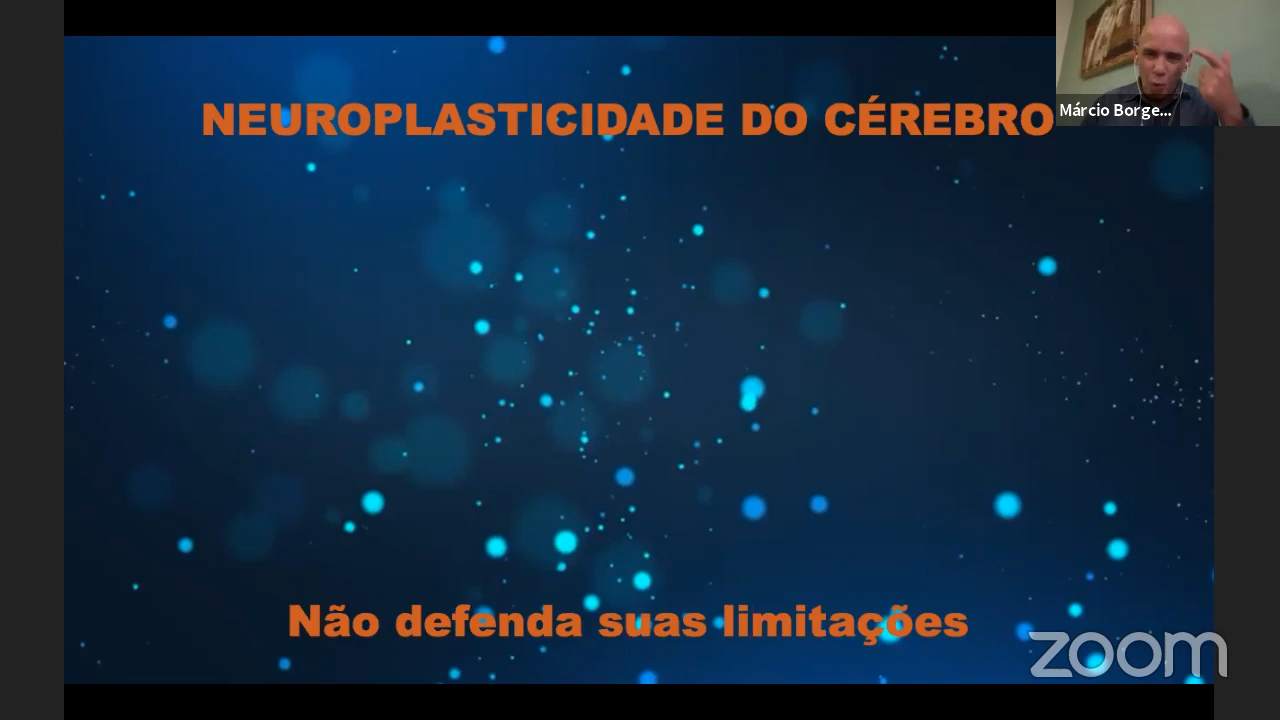 NEUROPLASTICIDADE DO CÉREBRO
Márcio Borge...
Não defenda suas limitações
zoom